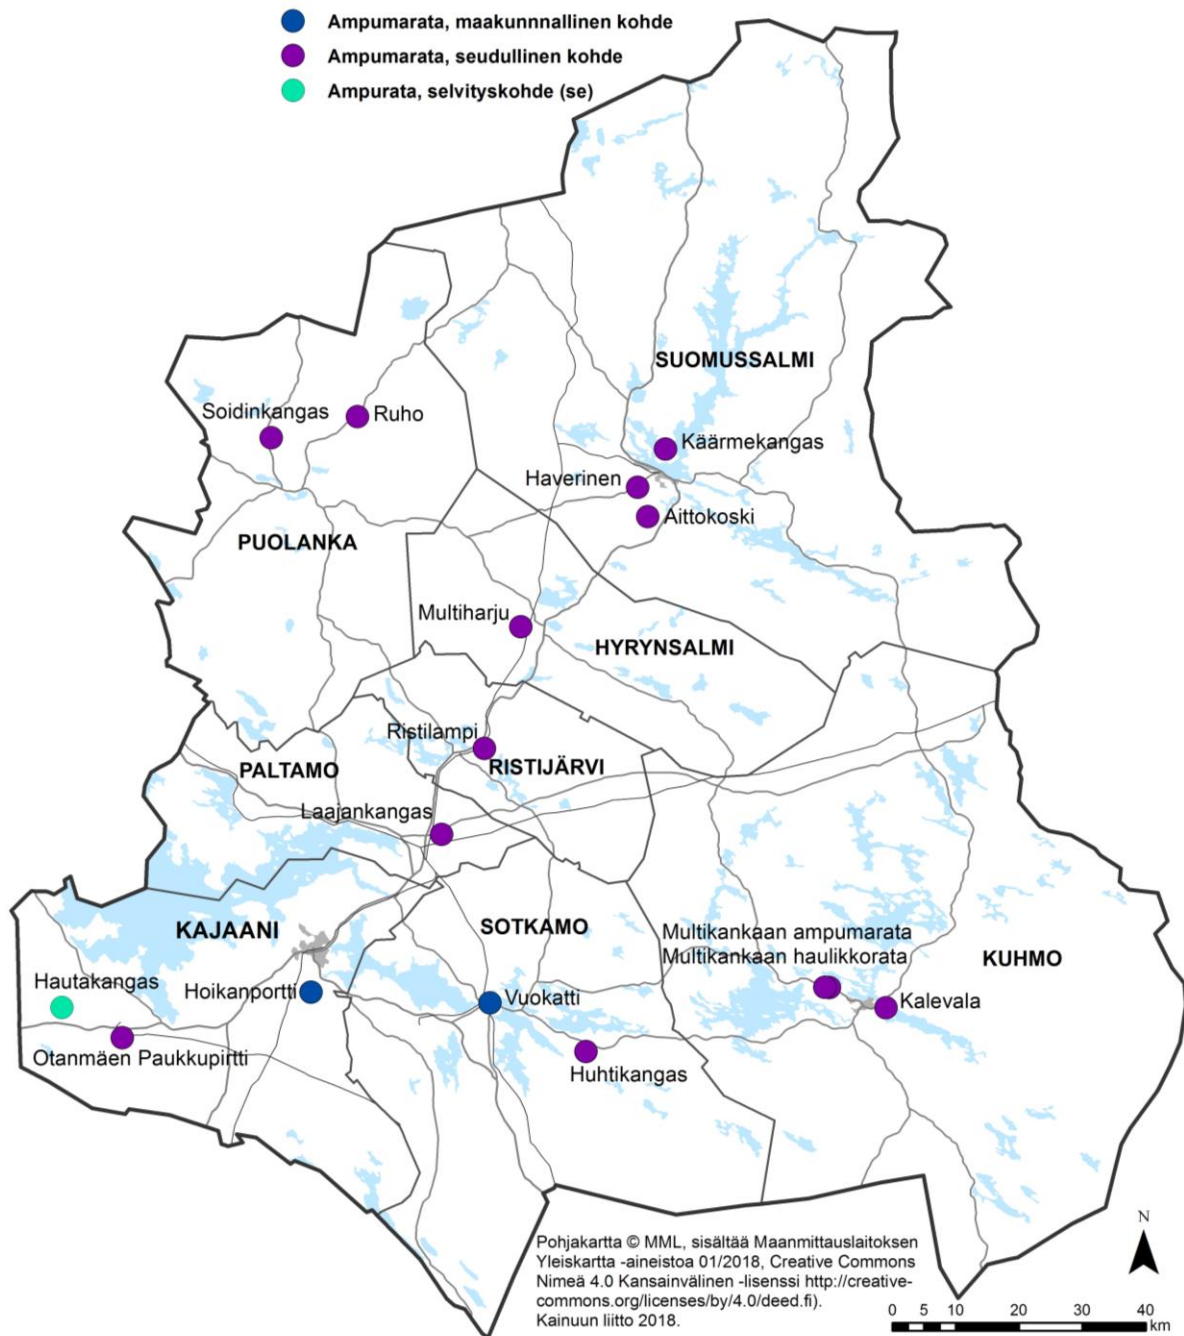 Ampumarata, maakunnnallinen kohde
Ampumarata, seudullinen kohde
Ampurata, selvityskohde (se)
SUOMUSSALMI
Soidinkangas
Ruho
Käärmekangas
Haverinen
Aittokoski
PUOLANKA
Multiharju
HYRYNSALMI
Ristilampi
PALTAMO
RISTIJÄRVI
Laajankangas
KAJAANI
SOTKAMO
Multikankaan ampumarata
Multikankaan haulikkorata
KUHMO
Hautakangas
Hoikanportti
Vuokatti
Kalevala
Otanmäen Paukkupirtti
Huhtikangas
Pohjakartta © MML, sisältää Maanmittauslaitoksen
Yleiskartta -aineistoa 01/2018, Creative Commons
Nimeä 4.0 Kansainvälinen -lisenssi http://creative-
commons.org/licenses/by/4.0/deed.fi).
Kainuun liitto 2018.
N
0 5 10 20 30 40
km